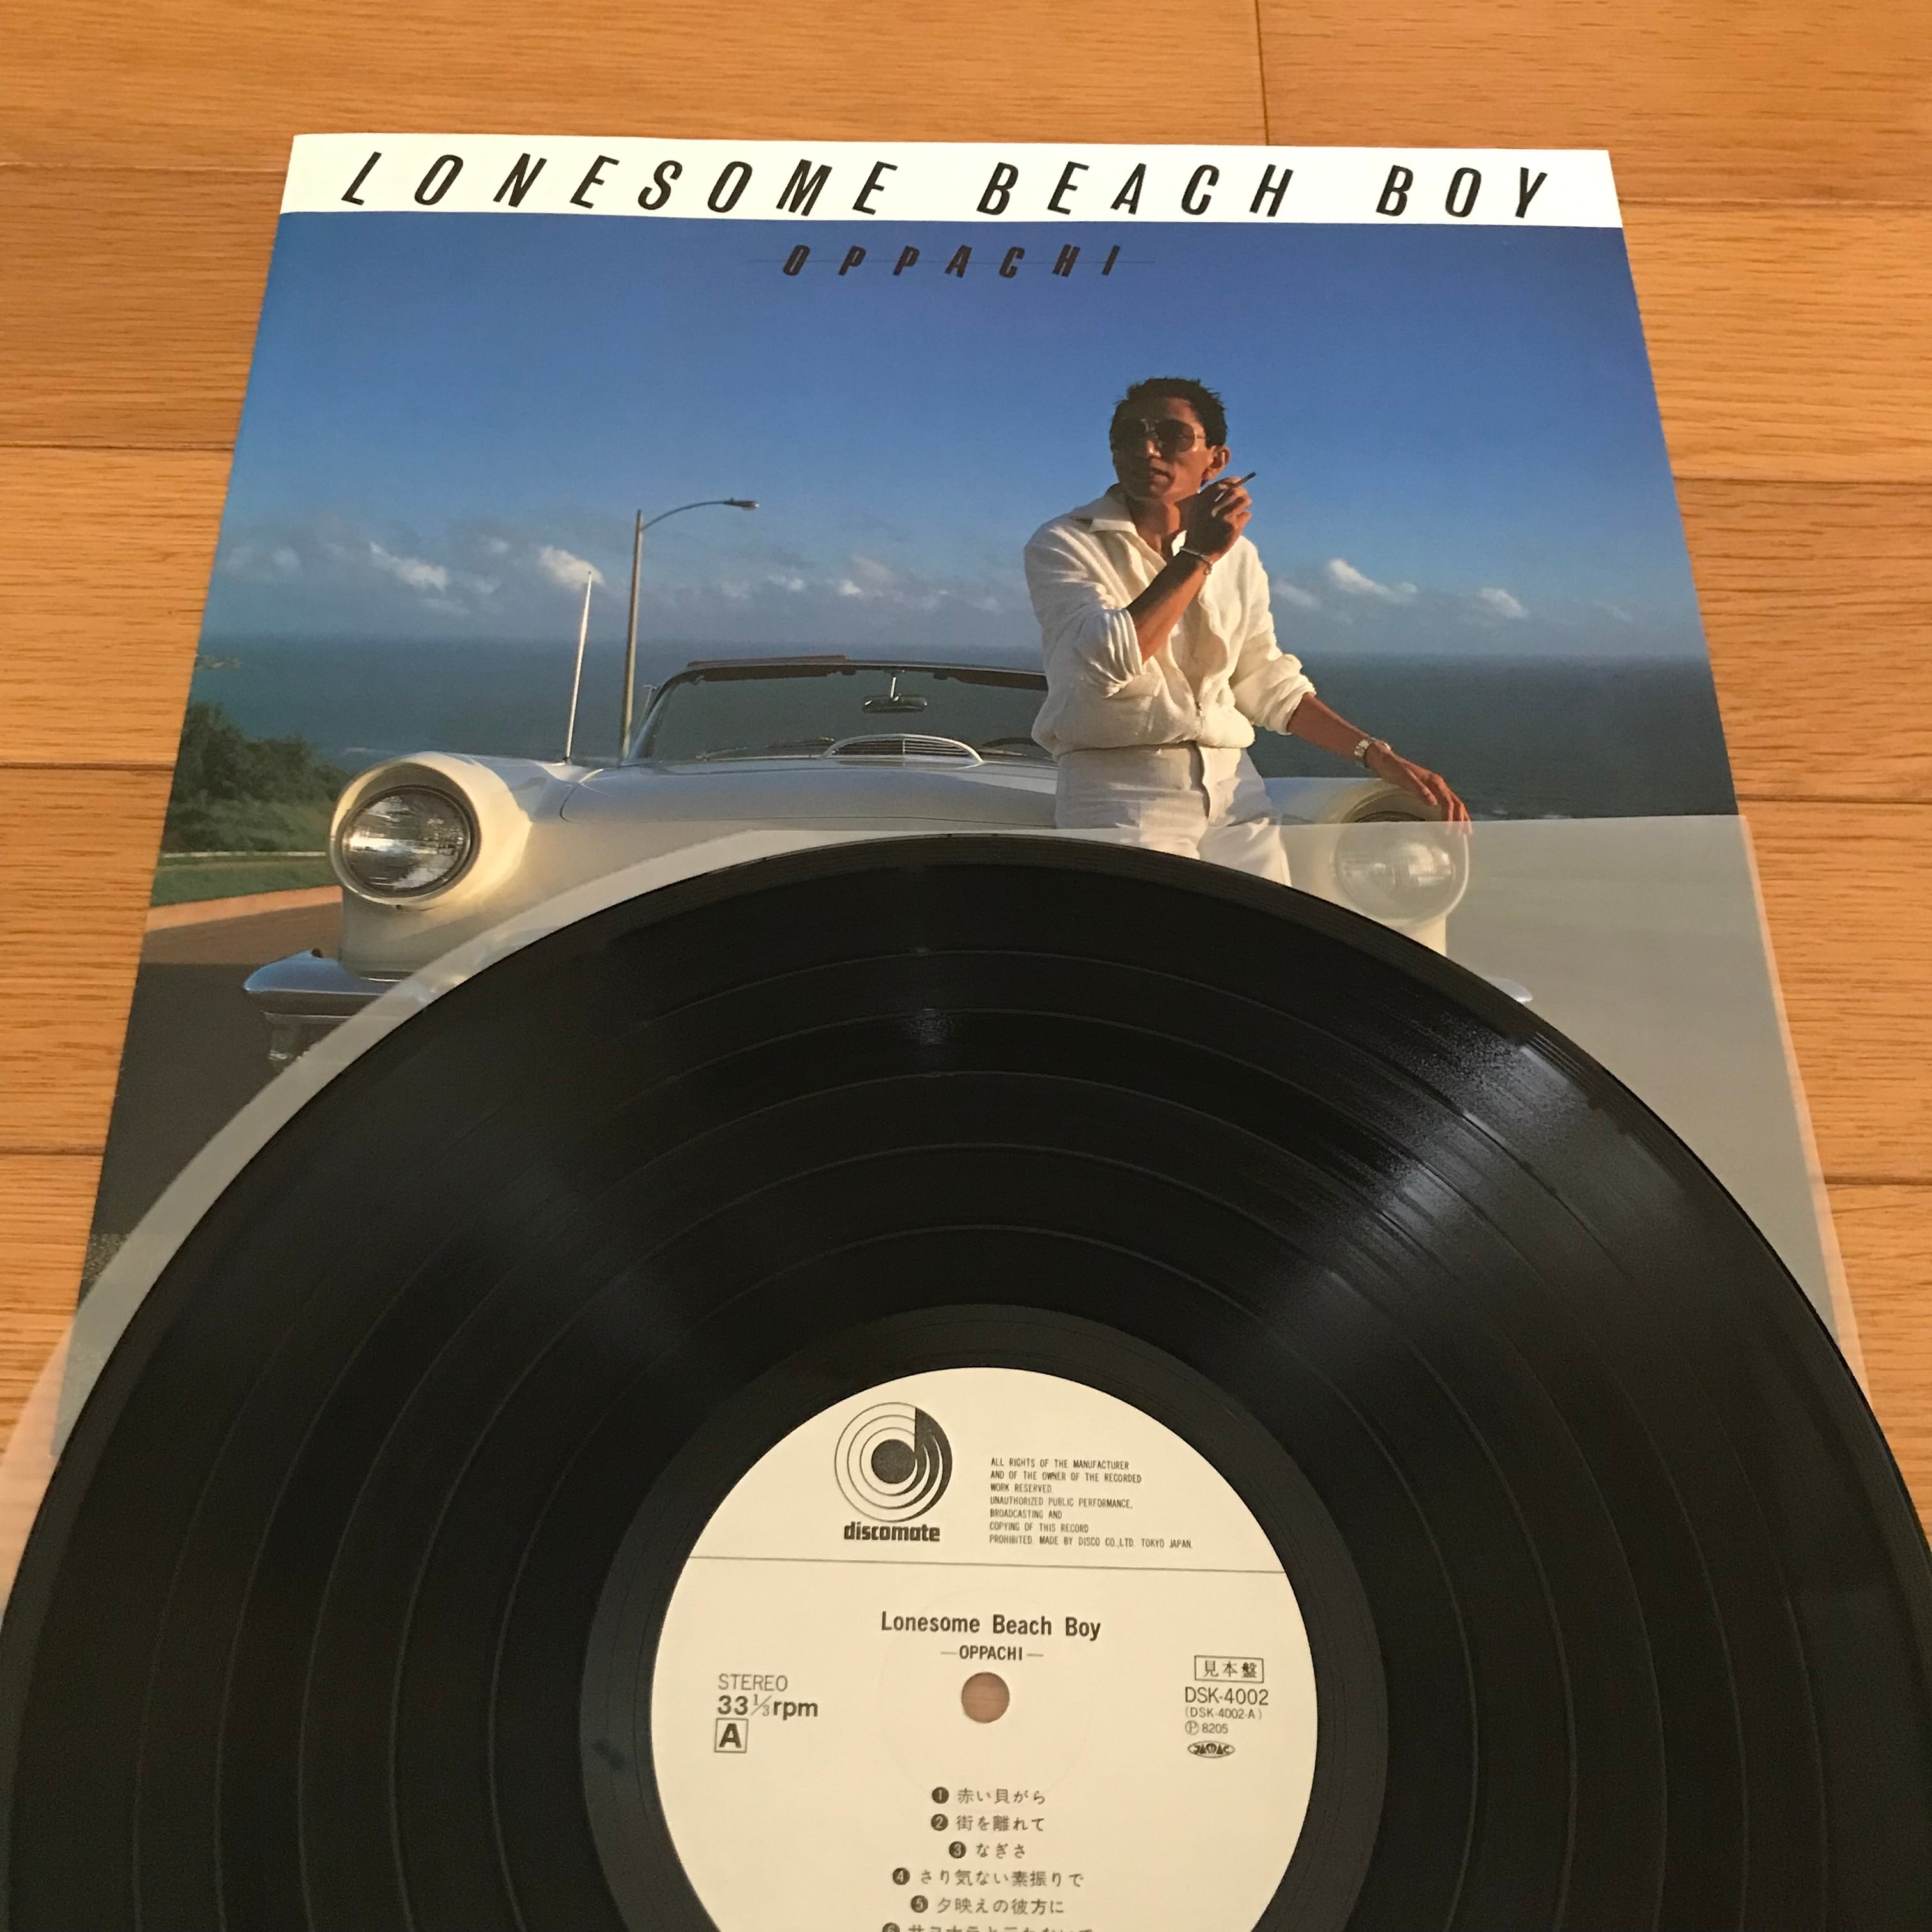 LONESOME BEACH BOY
OPPACHI
discomate
ALL RIGHTS OF THE MANUFACTURER
AND OF THE OWNER OF THE RECORDED
WORK RESERVED.
UNAUTHORIZED PUBLIC PERFORMANCE,
BROADCASTING AND
COPYING OF THIS RECORD
PROHIBITED. MADE BY DISCO CO.,LTD. TOKYO JAPAN.
Lonesome Beach Boy
—OPPACHI—
STEREO
33⅓rpm
A
見本盤
DSK-4002
(DSK-4002-A)
Ⓟ8205
❶ 赤い貝がら
❷ 街を離れて
❸ なぎさ
❹ さり気ない素振りで
❺ 夕映えの彼方に